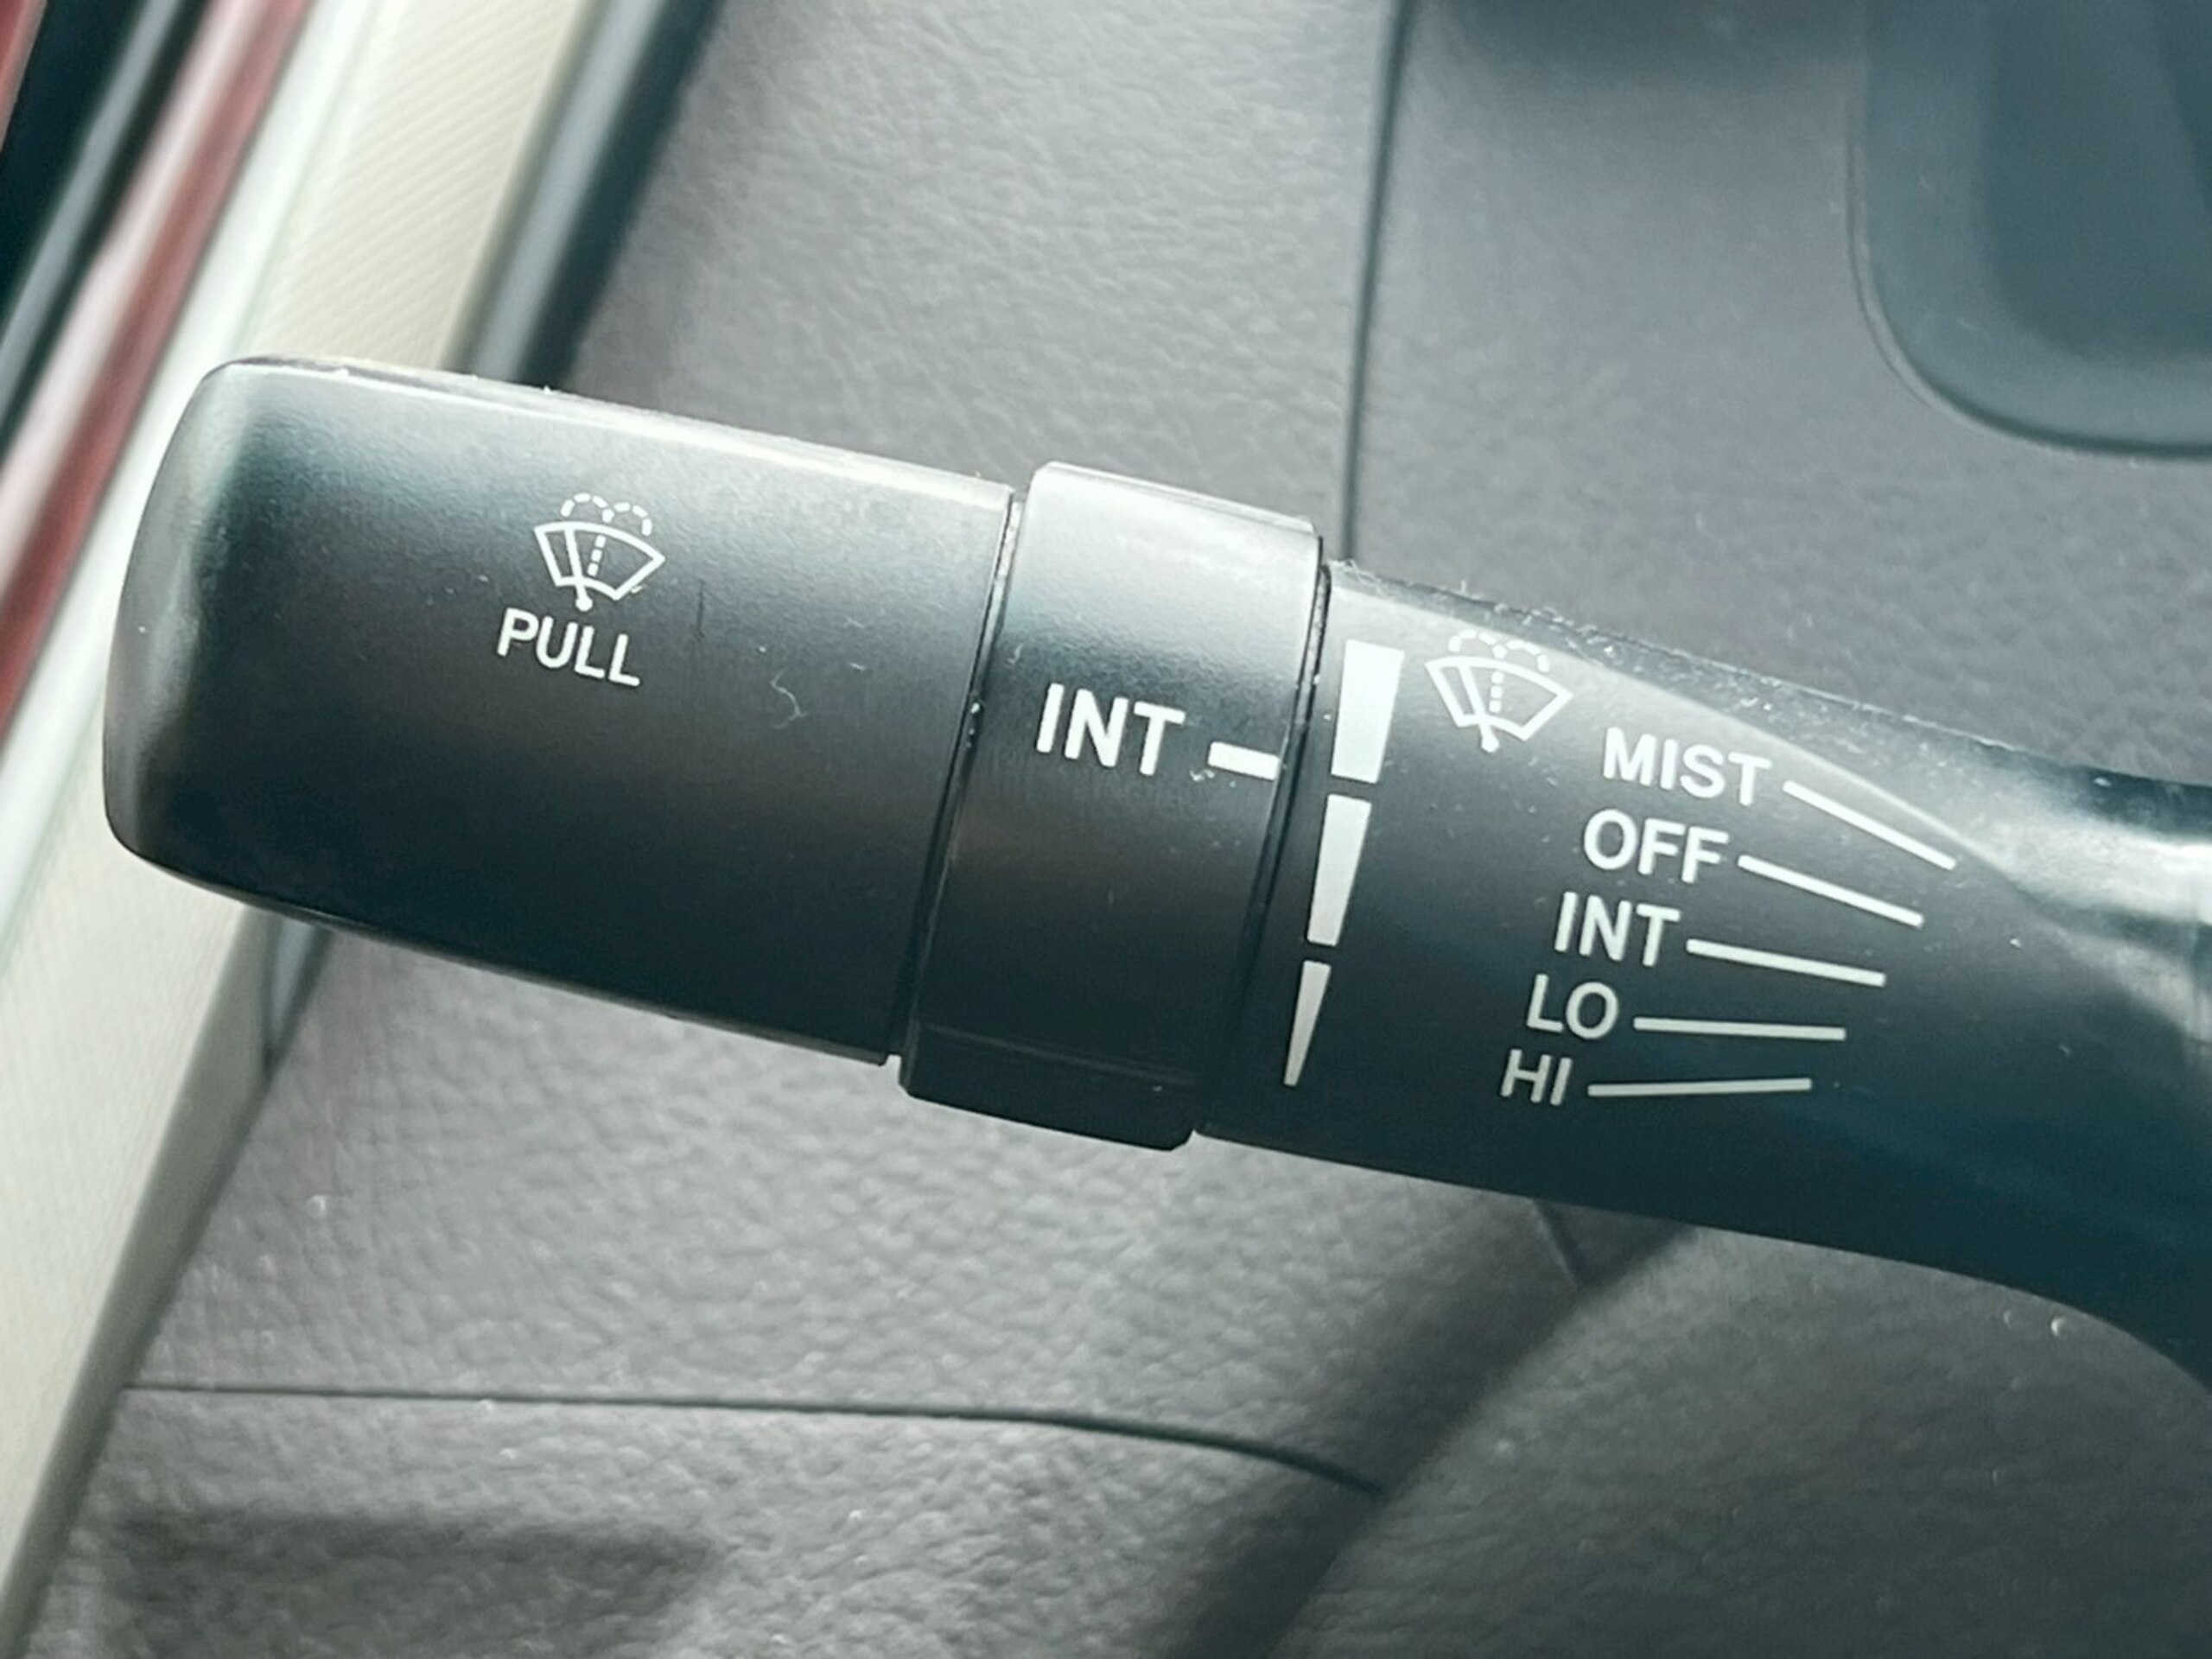 PULL
INT
MIST
OFF
INT
LO
HI